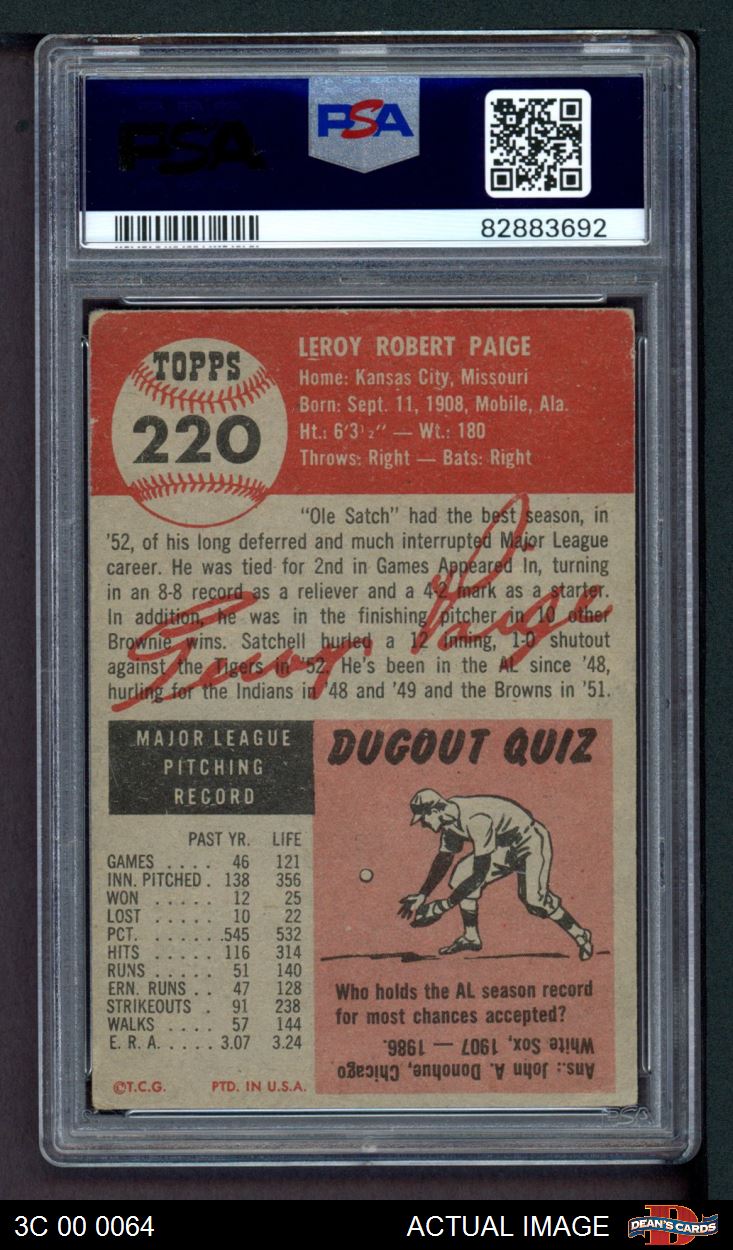 PSA
PSA
82883692
TOPPS
220
LEROY ROBERT PAIGE
Home: Kansas City, Missouri
Born: Sept. 11, 1908, Mobile, Ala.
Ht.: 6'3½" — Wt.: 180
Throws: Right — Bats: Right
"Ole Satch" had the best season, in
'52, of his long deferred and much interrupted Major League
career. He was tied for 2nd in Games Appeared In, turning
in an 8-8 record as a reliever and a 4-2 mark as a starter.
In addition, he was in the finishing pitcher in 10 other
Brownie wins. Satchell hurled a 12 inning, 1-0 shutout
against the Tigers in '52. He's been in the AL since '48,
hurling for the Indians in '48 and '49 and the Browns in '51.
Leroy Paige
MAJOR LEAGUE
PITCHING
RECORD
PAST YR. LIFE
GAMES .... 46 121
INN. PITCHED . 138 356
WON ..... 12 25
LOST ..... 10 22
PCT. ...... .545 532
HITS ..... 116 314
RUNS ..... 51 140
ERN. RUNS .. 47 128
STRIKEOUTS . 91 238
WALKS .... 57 144
E. R. A. ..... 3.07 3.24
©T.C.G. PTD. IN U.S.A.
DUGOUT QUIZ
Who holds the AL season record
for most chances accepted?
Ans.: John A. Donohue, Chicago
White Sox, 1907 — 1986.
PSA
3C 00 0064
ACTUAL IMAGE
DEAN'S CARDS